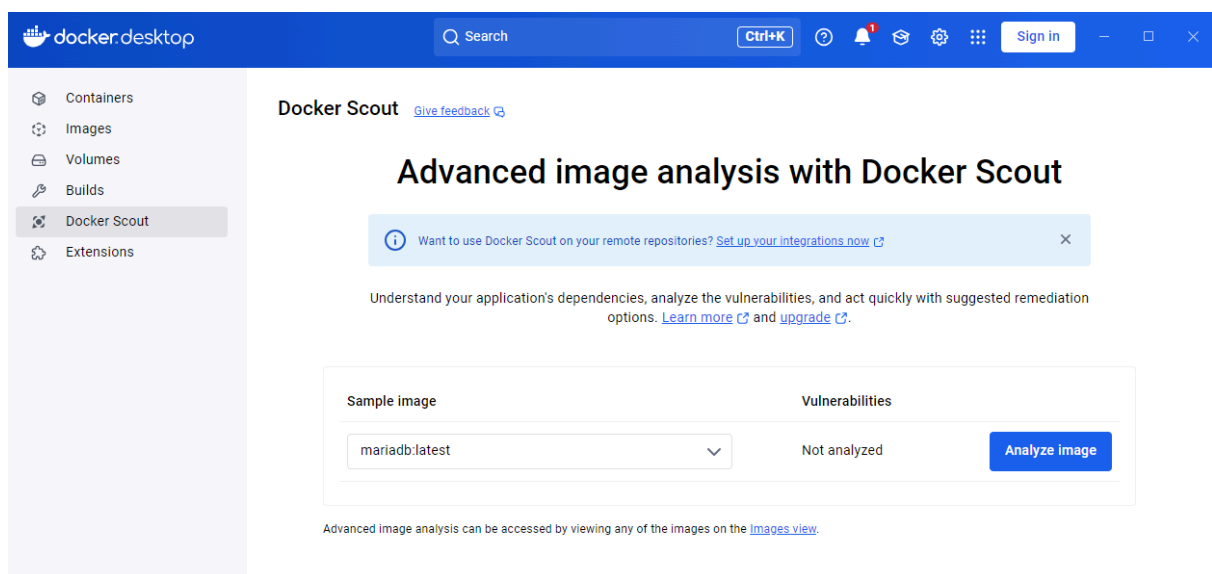 docker.desktop
Search
Ctrl+K
1
Sign in
Containers
Images
Volumes
Builds
Docker Scout
Extensions
Docker Scout Give feedback
Advanced image analysis with Docker Scout
Want to use Docker Scout on your remote repositories? Set up your integrations now
Understand your application's dependencies, analyze the vulnerabilities, and act quickly with suggested remediation
options. Learn more and upgrade .
Sample image Vulnerabilities
mariadb:latest Not analyzed Analyze image
Advanced image analysis can be accessed by viewing any of the images on the Images view.